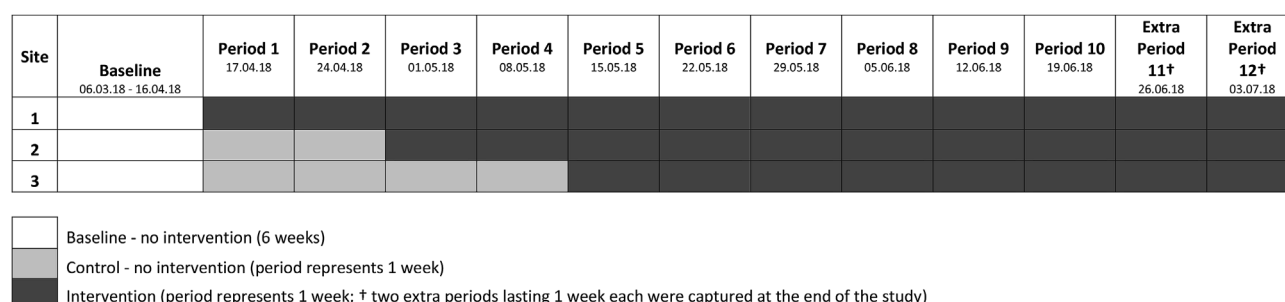 Site
Baseline
06.03.18 - 16.04.18
Period 1
17.04.18
Period 2
24.04.18
Period 3
01.05.18
Period 4
08.05.18
Period 5
15.05.18
Period 6
22.05.18
Period 7
29.05.18
Period 8
05.06.18
Period 9
12.06.18
Period 10
19.06.18
Extra
Period
11†
26.06.18
Extra
Period
12†
03.07.18
1
2
3
Baseline - no intervention (6 weeks)
Control - no intervention (period represents 1 week)
Intervention (period represents 1 week; † two extra periods lasting 1 week each were captured at the end of the study)